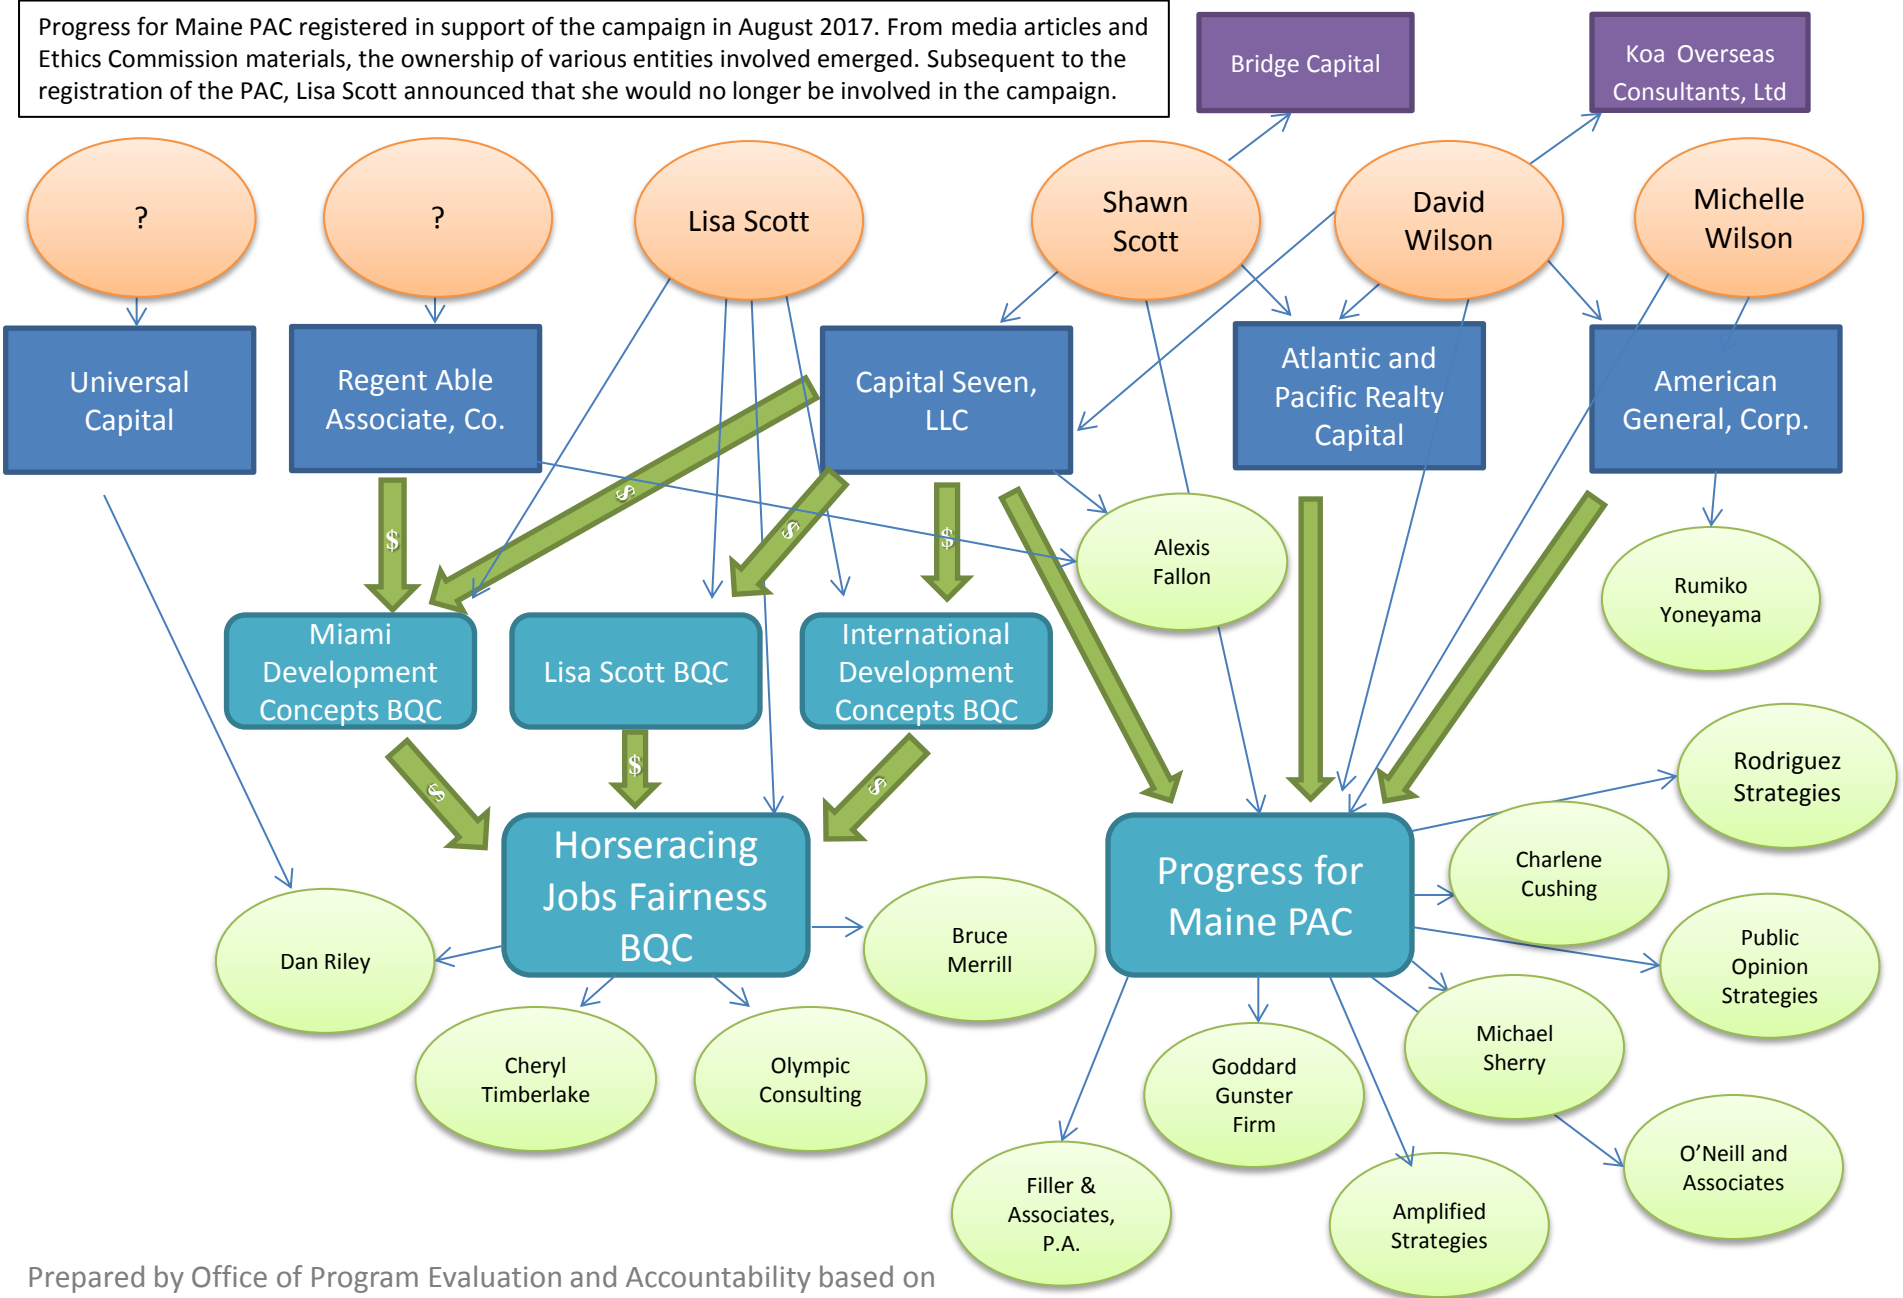 Progress for Maine PAC registered in support of the campaign in August 2017. From media articles and
Ethics Commission materials, the ownership of various entities involved emerged. Subsequent to the
registration of the PAC, Lisa Scott announced that she would no longer be involved in the campaign.
Bridge Capital
Koa Overseas
Consultants, Ltd
?
?
Lisa Scott
Shawn
Scott
David
Wilson
Michelle
Wilson
Universal
Capital
Regent Able
Associate, Co.
Capital Seven,
LLC
Atlantic and
Pacific Realty
Capital
American
General, Corp.
$
$
$
$
Alexis
Fallon
Rumiko
Yoneyama
Miami
Development
Concepts BQC
Lisa Scott BQC
International
Development
Concepts BQC
$
$
$
Rodriguez
Strategies
Horseracing
Jobs Fairness
BQC
Progress for
Maine PAC
Charlene
Cushing
Public
Opinion
Strategies
Dan Riley
Bruce
Merrill
Cheryl
Timberlake
Olympic
Consulting
Goddard
Gunster
Firm
Michael
Sherry
O’Neill and
Associates
Filler &
Associates,
P.A.
Amplified
Strategies
Prepared by Office of Program Evaluation and Accountability based on